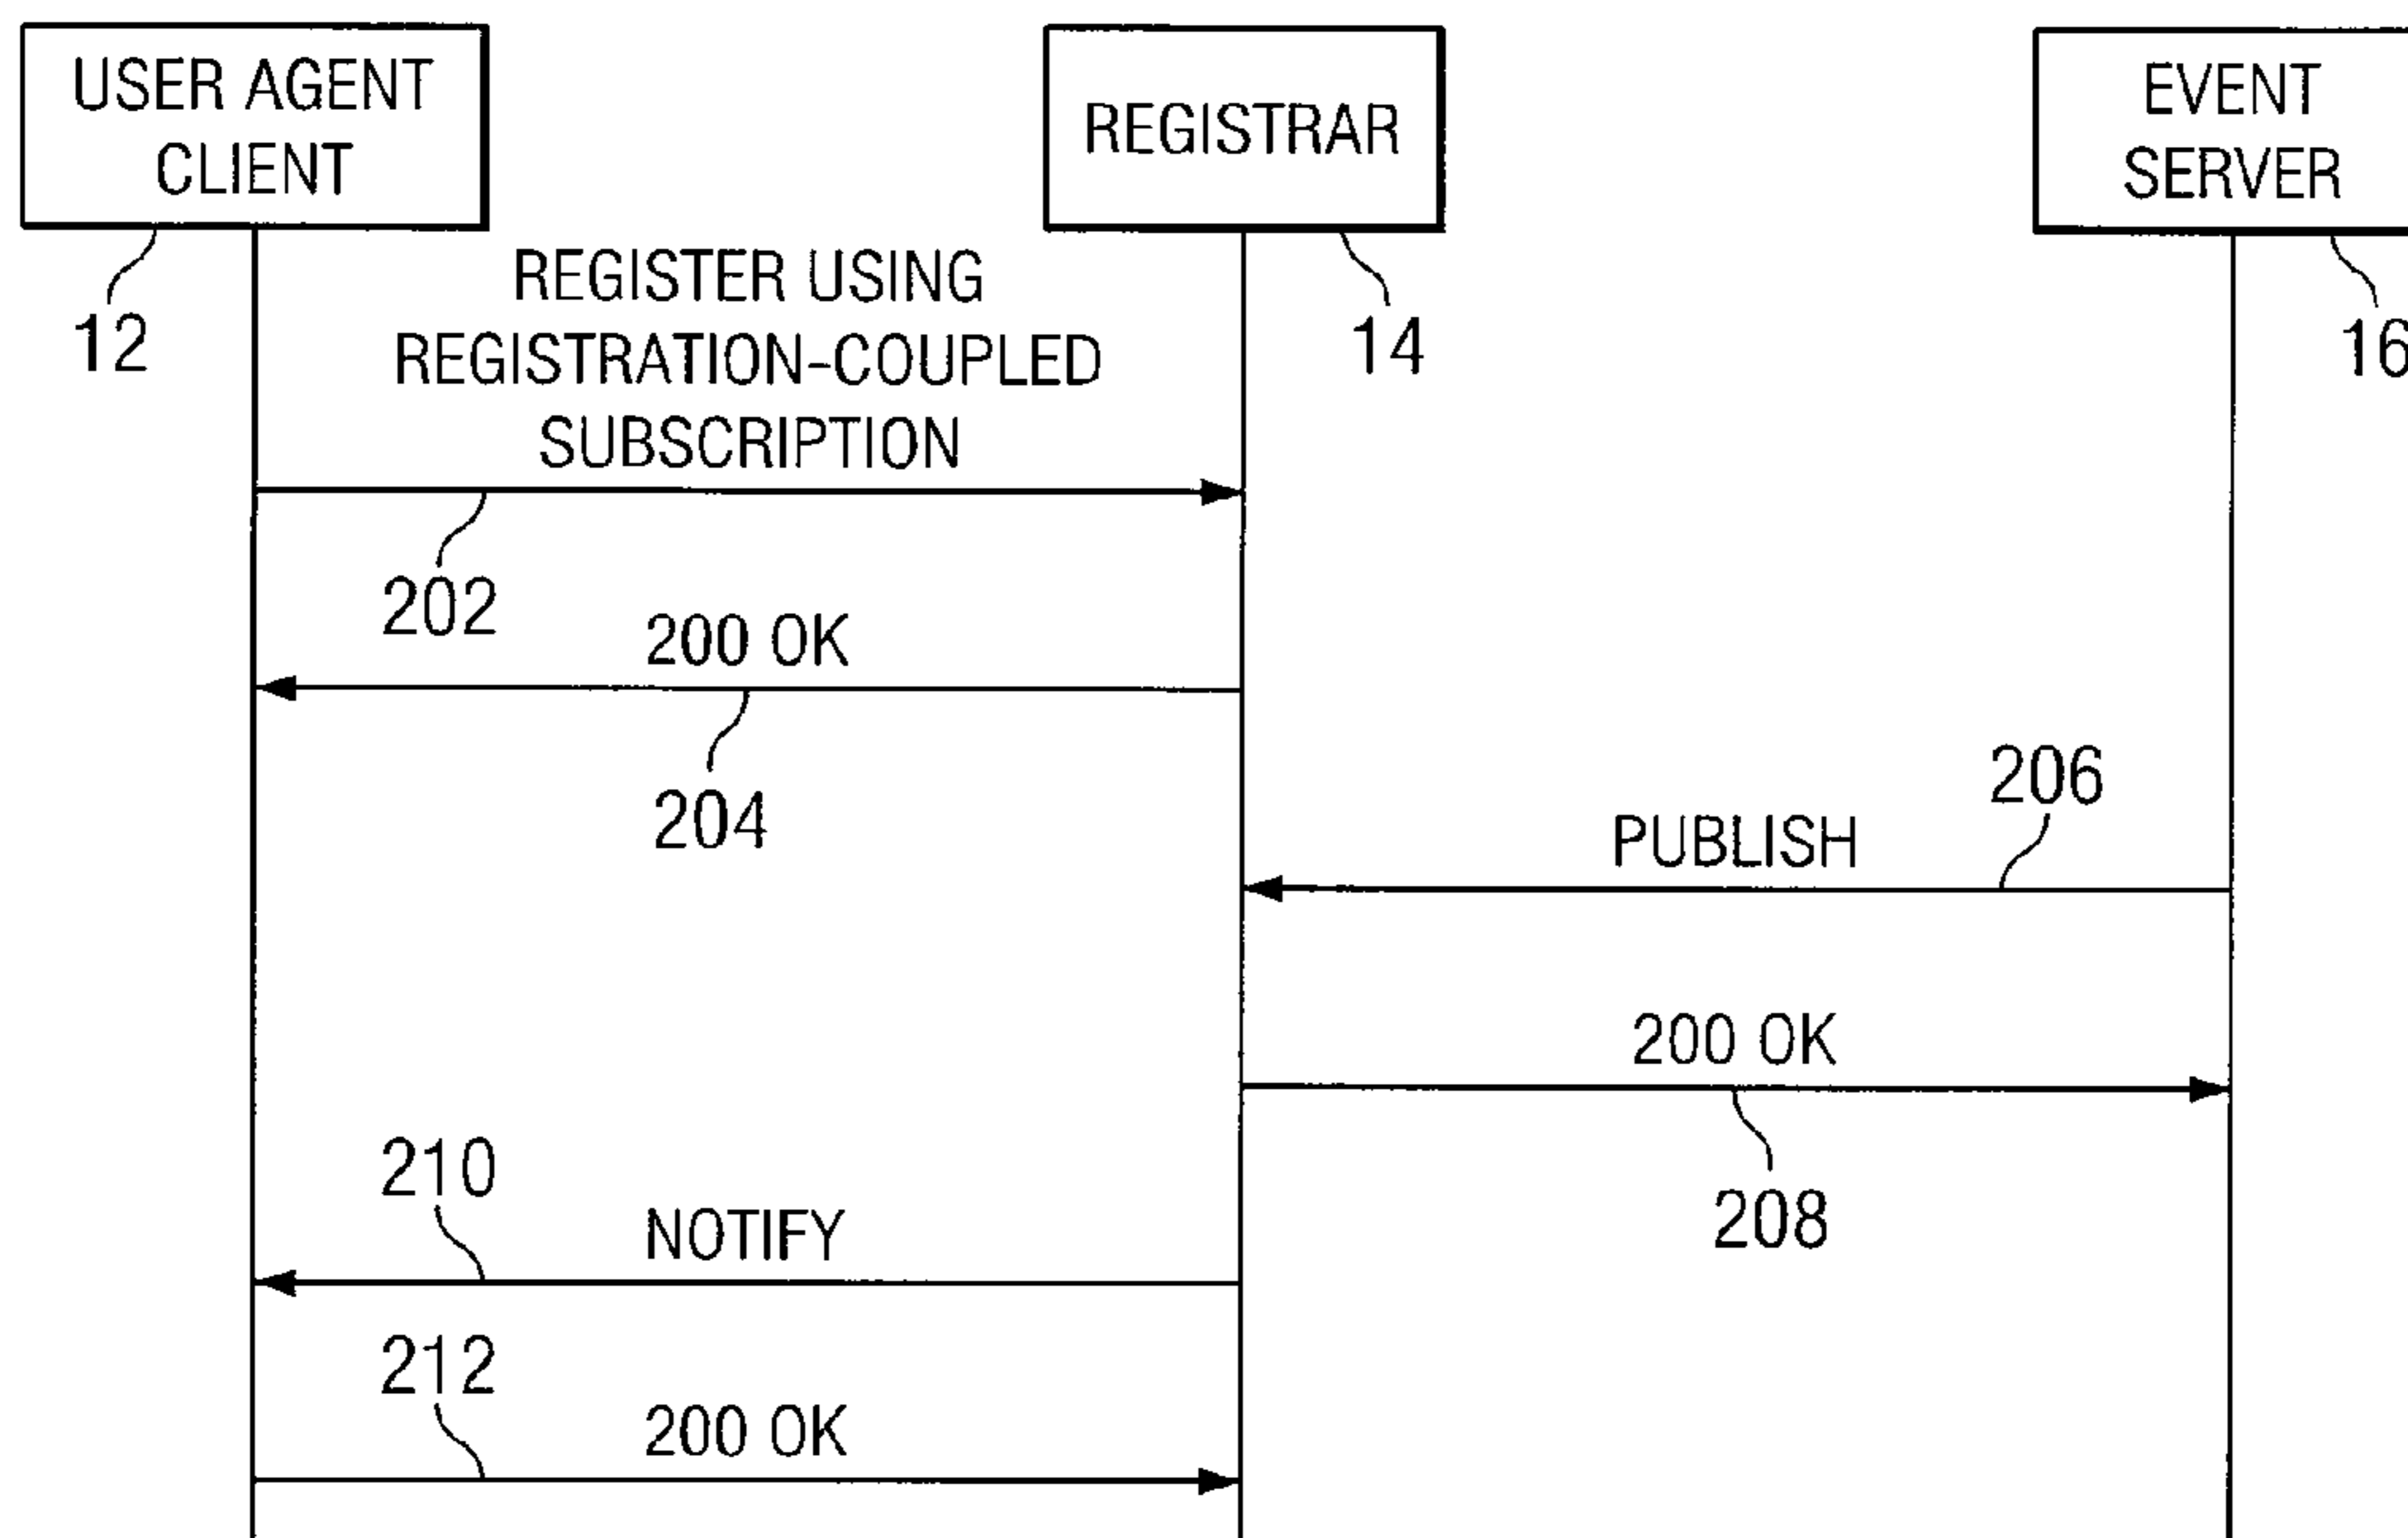 USER AGENT
CLIENT
REGISTRAR
EVENT
SERVER
12
14
16
REGISTER USING
REGISTRATION-COUPLED
SUBSCRIPTION
202
200 OK
204
206
PUBLISH
200 OK
208
210
NOTIFY
212
200 OK